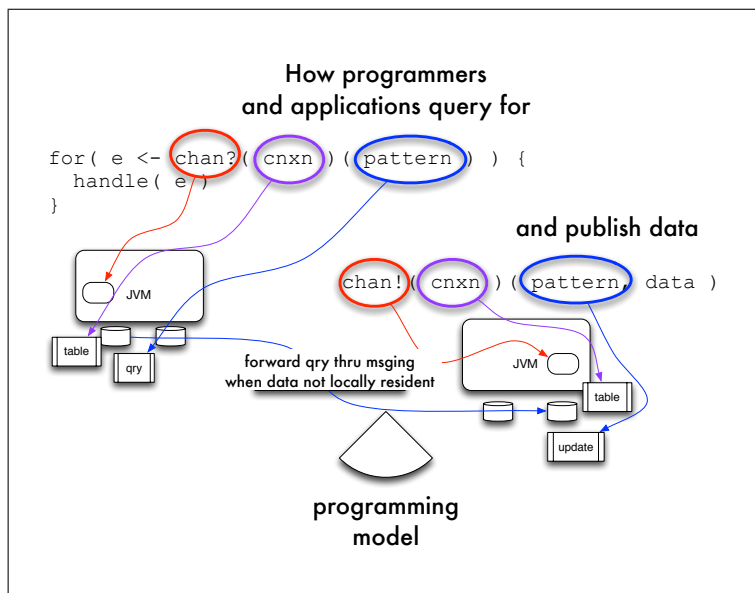 How programmers
and applications query for
for( e <- chan?( cnxn )( pattern ) ) {
handle( e )
}
and publish data
chan!( cnxn )( pattern, data )
JVM
table
qry
forward qry thru msging
when data not locally resident
JVM
table
update
programming
model